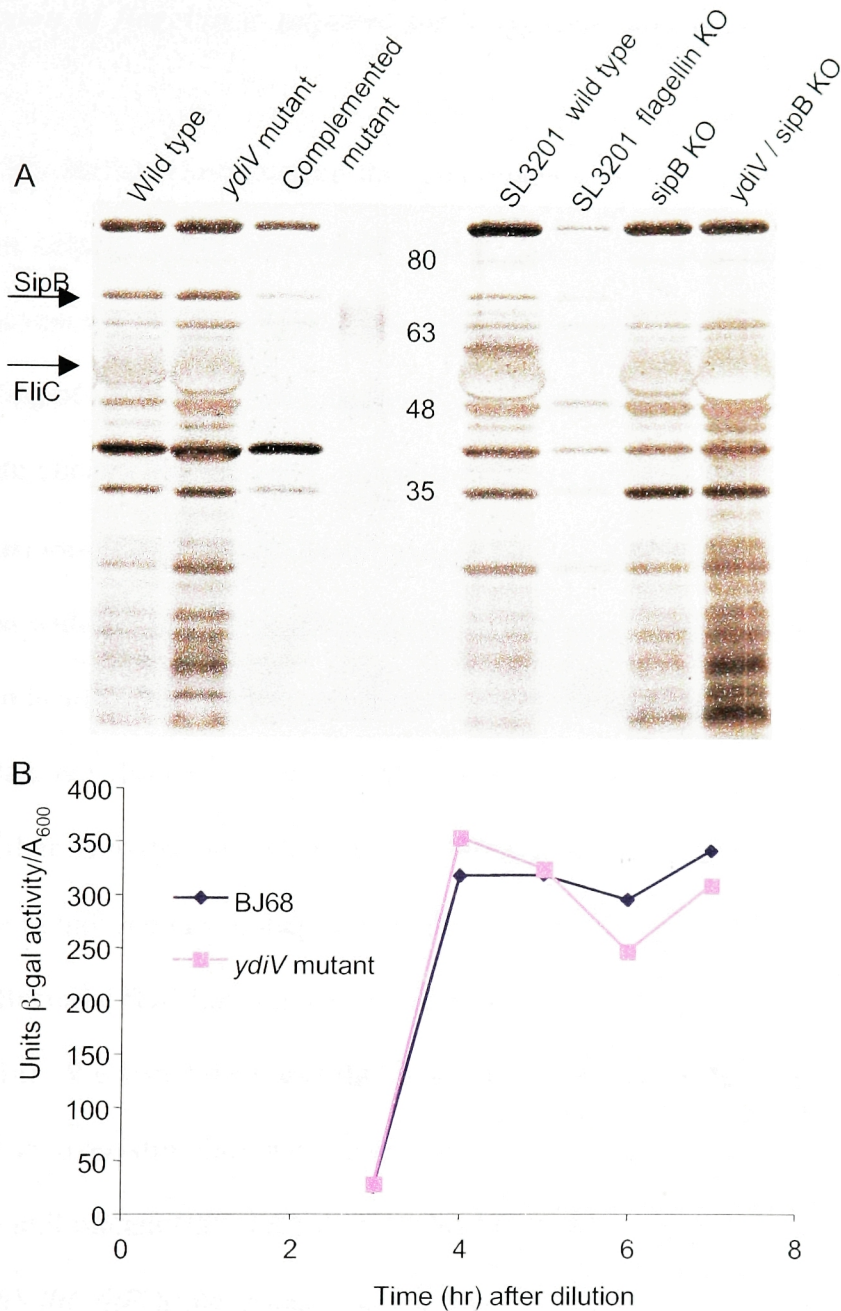 A
Wild type
ydiV mutant
Complemented
mutant
SL3201 wild type
SL3201 flagellin KO
sipB KO
ydiV / sipB KO
SipB
FliC
80
63
48
35
B
Units β-gal activity/A600
400
350
300
250
200
150
100
50
0
BJ68
ydiV mutant
0
2
4
6
8
Time (hr) after dilution